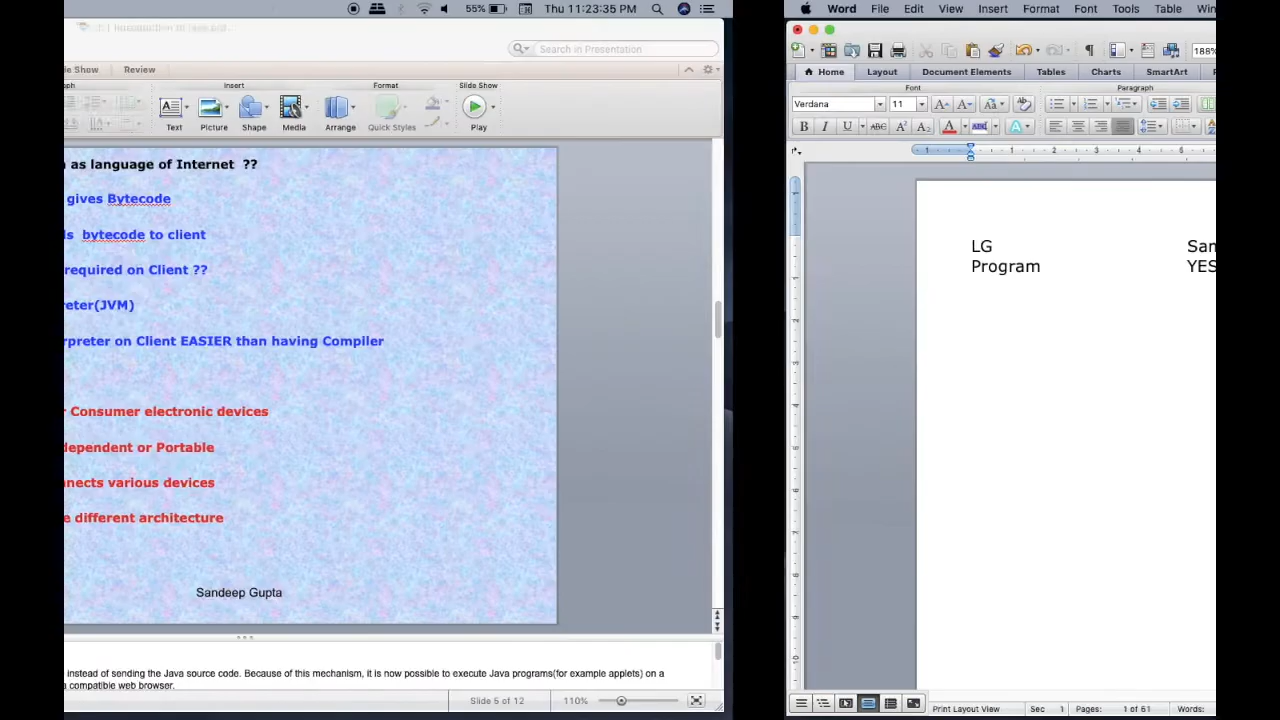 55%
Thu 11:23:35 PM
Search in Presentation
de Show
Review
Insert
Format
Slide Show
Text
Picture
Shape
Media
Arrange
Quick Styles
Play
as language of Internet ??
gives Bytecode
bytecode to client
required on Client ??
reter(JVM)
rpreter on Client EASIER than having Compiler
r Consumer electronic devices
dependent or Portable
nects various devices
e different architecture
Sandeep Gupta
instead of sending the Java source code. Because of this mechanism, it is now possible to execute Java programs(for example applets) on a
a compatible web browser.
Slide 5 of 12
110%
Word File Edit View Insert Format Font Tools Table Win
188%
Home Layout Document Elements Tables Charts SmartArt
Font
Paragraph
Verdana
11
LG
San
Program
YES
Print Layout View
Sec 1
Pages: 1 of 61
Words: